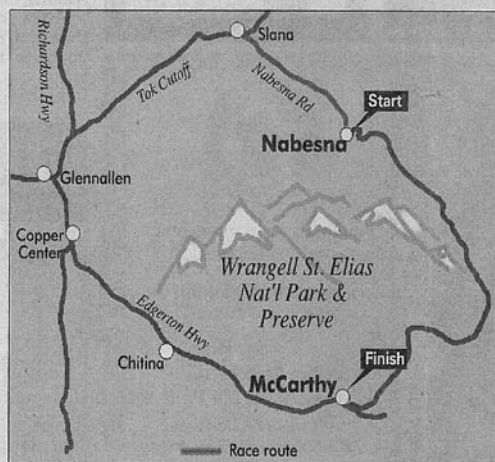 Slana
Richardson Hwy
Tok Cutoff
Nabesna Rd
Start
Nabesna
Glennallen
Copper
Center
Wrangell St. Elias
Nat'l Park &
Preserve
Edgerton Hwy
Chitina
Finish
McCarthy
Race route